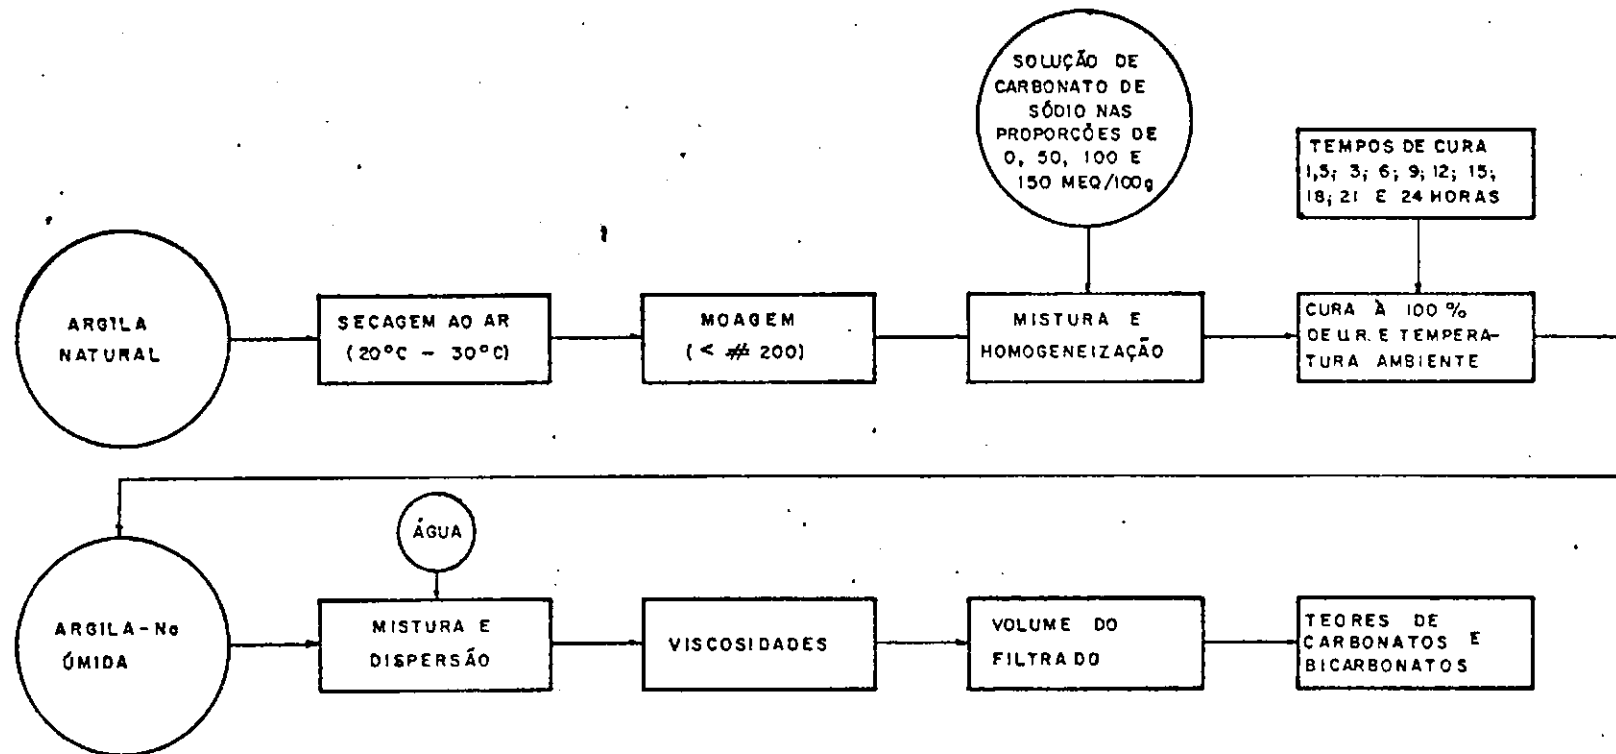 SOLUÇÃO DE
CARBONATO DE
SÓDIO NAS
PROPORCÕES DE
0, 50, 100 E
150 MEQ/100g
TEMPOS DE CURA
1,5; 3; 6; 9; 12; 15;
18; 21 E 24 HORAS
ARGILA
NATURAL
SECAGEM AO AR
(20°C - 30°C)
MOAGEM
(< # 200)
MISTURA E
HOMOGENEIZAÇÃO
CURA À 100 %
DE U.R. E TEMPERA-
TURA AMBIENTE
ÁGUA
ARGILA-Na
ÚMIDA
MISTURA E
DISPERSÃO
VISCOSIDADES
VOLUME DO
FILTRADO
TEORES DE
CARBONATOS E
BICARBONATOS